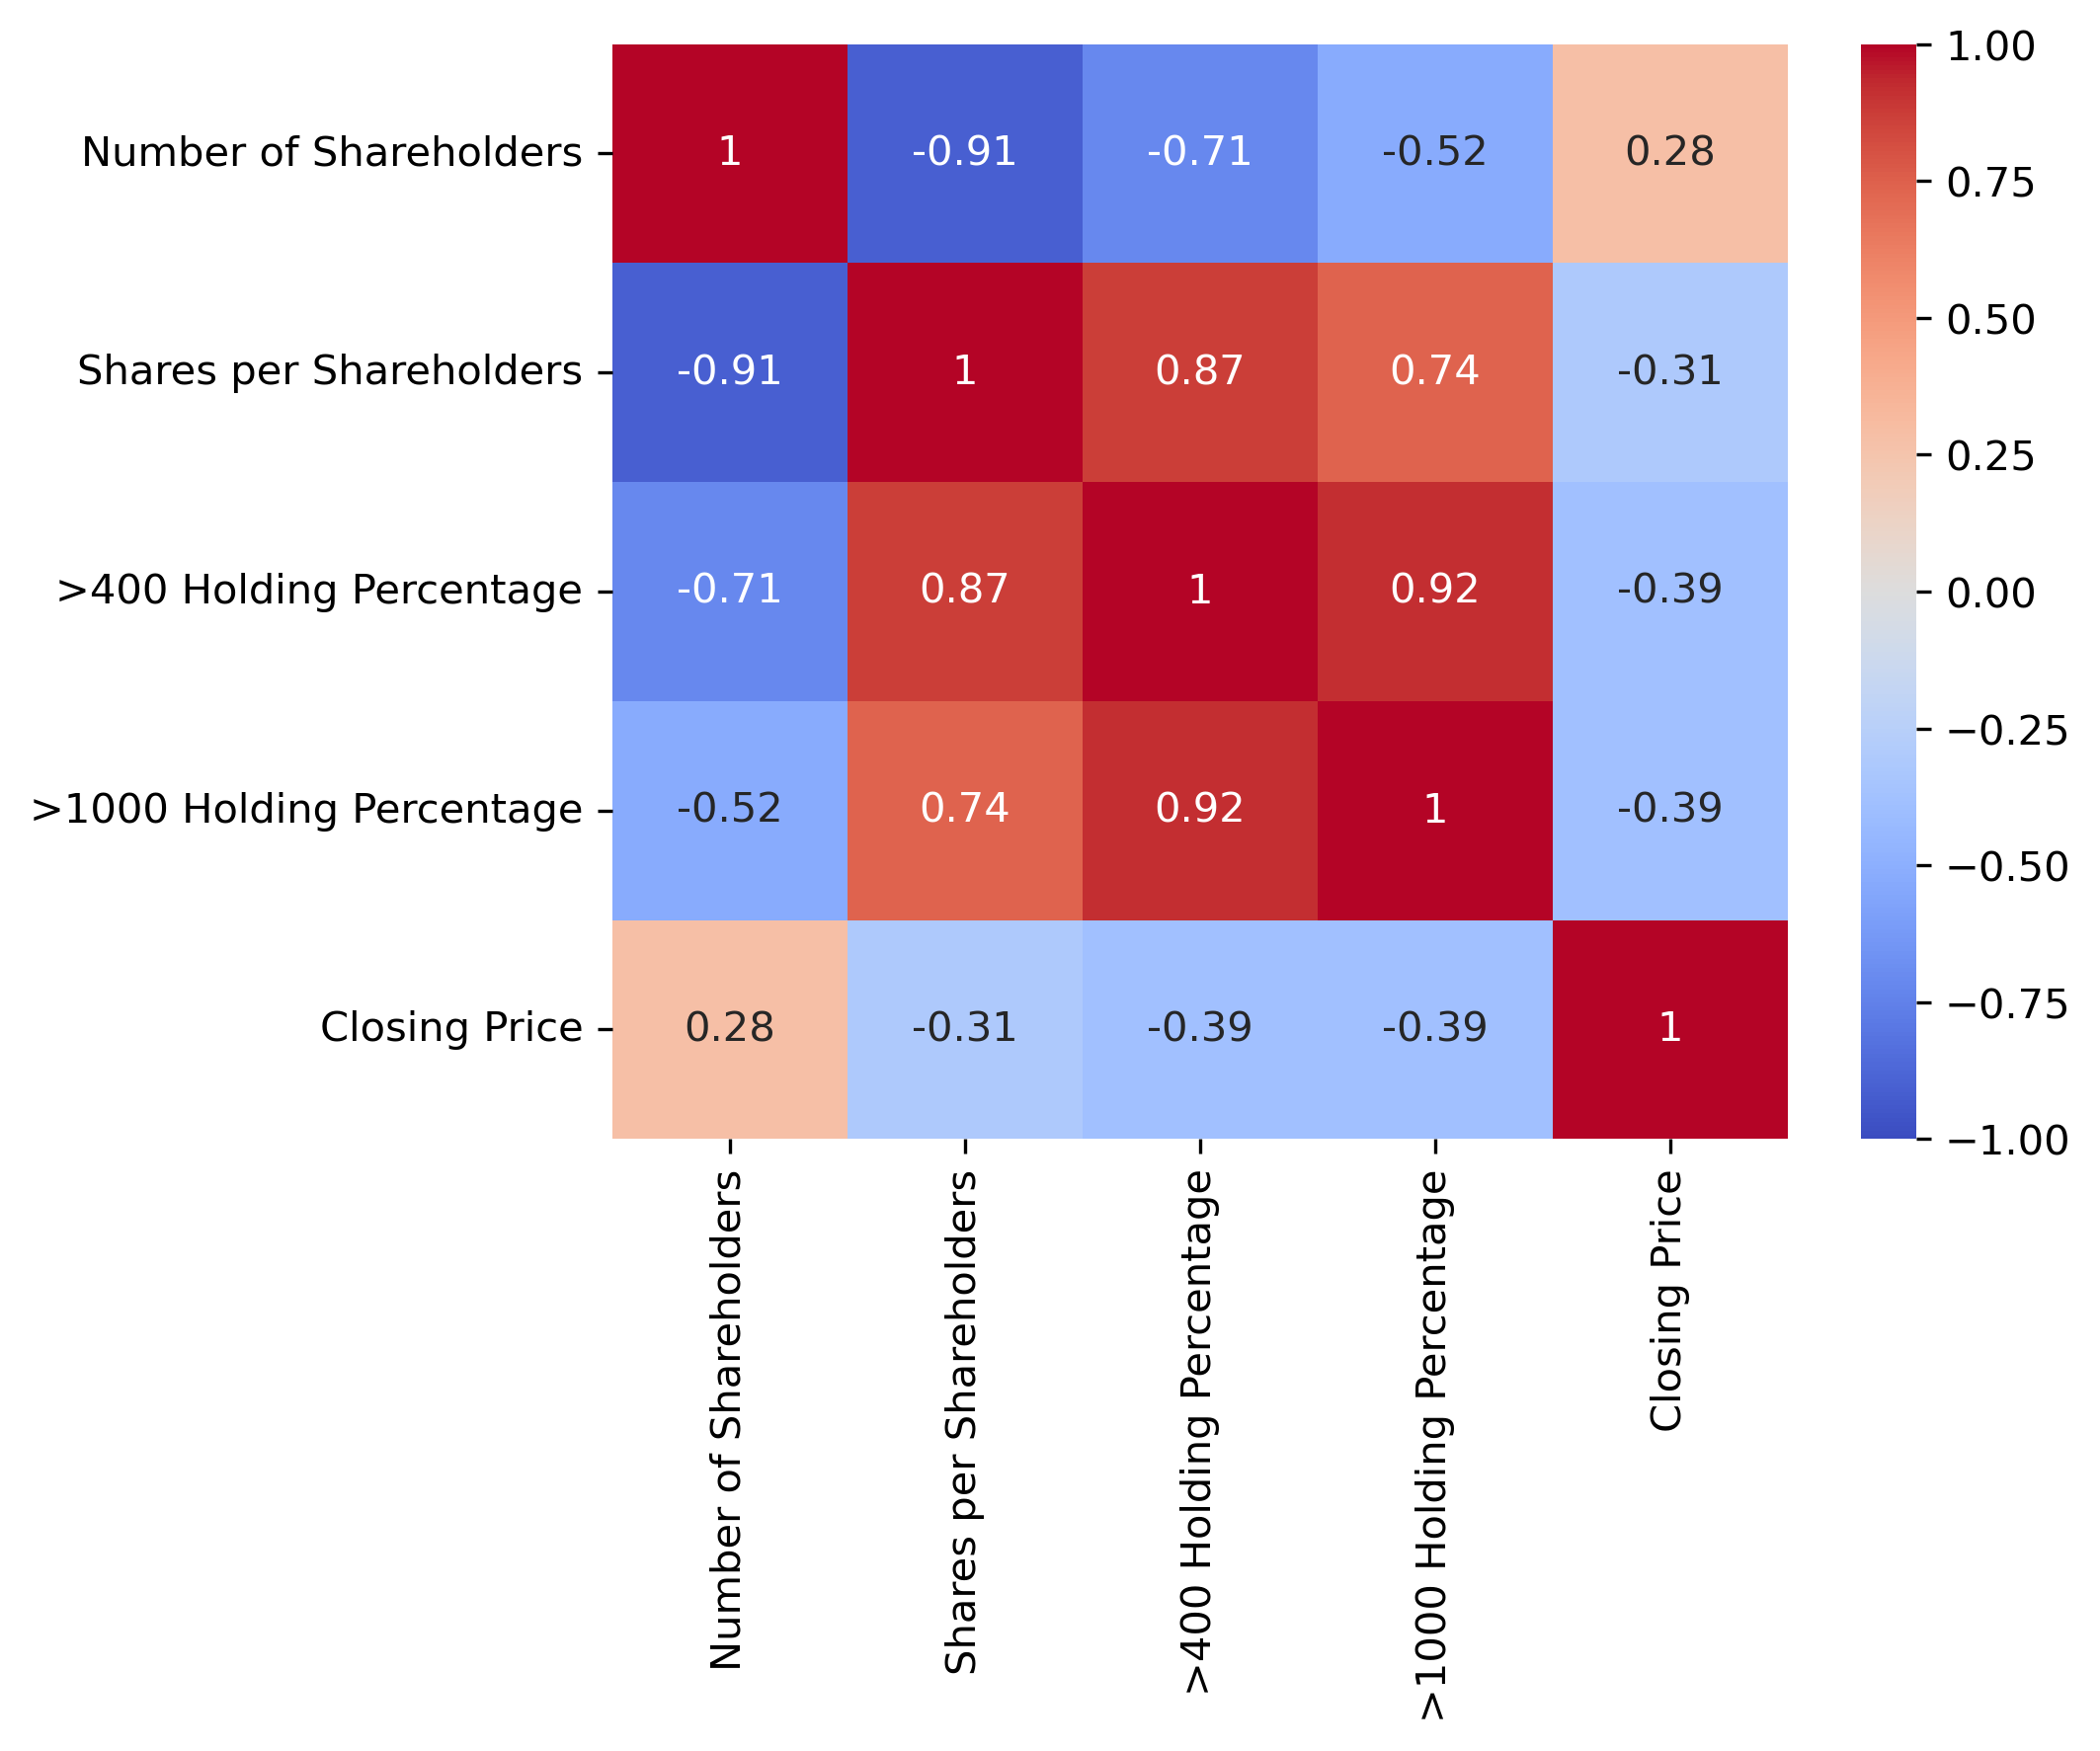 Number of Shareholders 1 -0.91 -0.71 -0.52 0.28
Shares per Shareholders -0.91 1 0.87 0.74 -0.31
>400 Holding Percentage -0.71 0.87 1 0.92 -0.39
>1000 Holding Percentage -0.52 0.74 0.92 1 -0.39
Closing Price 0.28 -0.31 -0.39 -0.39 1
Number of Shareholders
Shares per Shareholders
>400 Holding Percentage
>1000 Holding Percentage
Closing Price
1.00
0.75
0.50
0.25
0.00
−0.25
−0.50
−0.75
−1.00